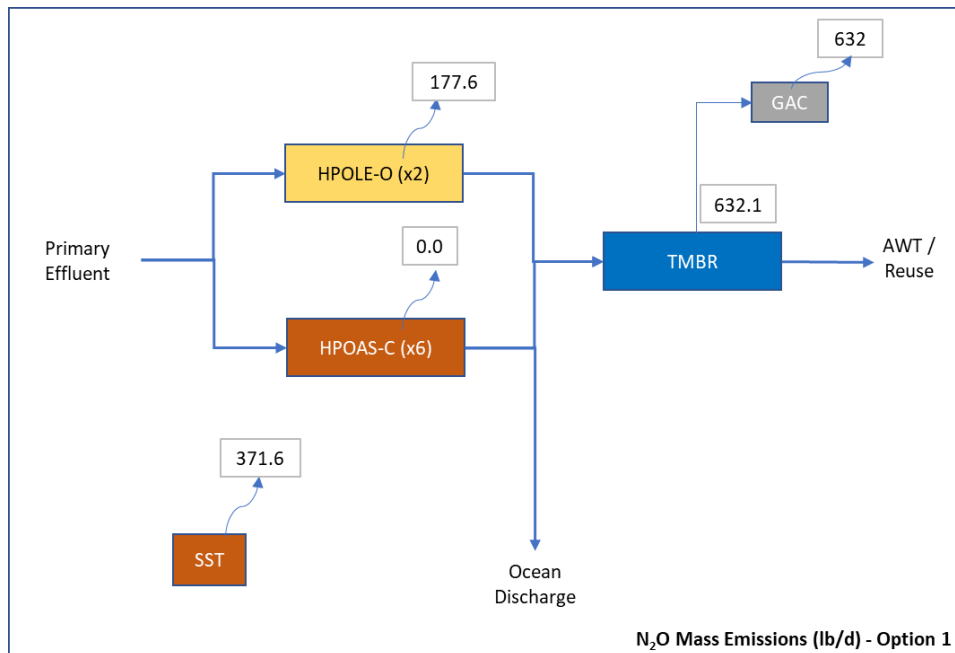 632
177.6
GAC
HPOLE-O (x2)
632.1
0.0
Primary
Effluent
TMBR
AWT /
Reuse
HPOAS-C (x6)
371.6
SST
Ocean
Discharge
N₂O Mass Emissions (lb/d) - Option 1